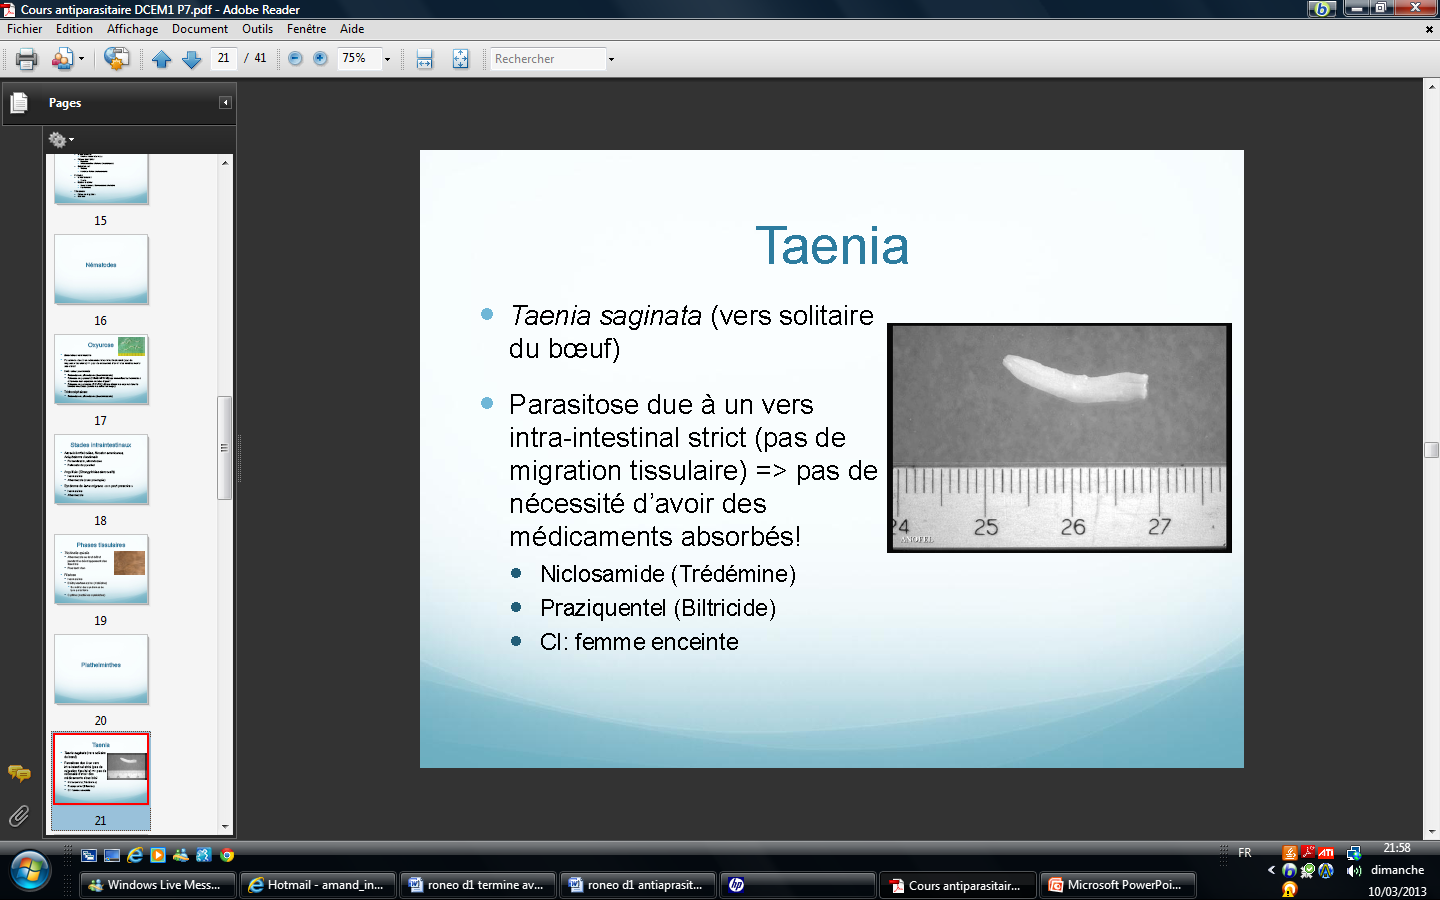 Cours antiparasitaire DCEM1 P7.pdf - Adobe Reader
Fichier Edition Affichage Document Outils Fenêtre Aide
21 / 41 75% Rechercher
Pages
15
Nématodes
16
Oxyurose
17
Stades intraintestinaux
18
Phases tissulaires
19
Plathelminthes
20
Taenia
21
Taenia
Taenia saginata (vers solitaire
du bœuf)
Parasitose due à un vers
intra-intestinal strict (pas de
migration tissulaire) => pas de
nécessité d’avoir des
médicaments absorbés!
Niclosamide (Trédémine)
Praziquentel (Biltricide)
CI: femme enceinte
24 25 26 27
ANOFEL
FR
21:58
dimanche
10/03/2013
Windows Live Mess...
Hotmail - amand_in...
roneo d1 termine av...
roneo d1 antiaprasit...
hp
Cours antiparasitair...
Microsoft PowerPoi...